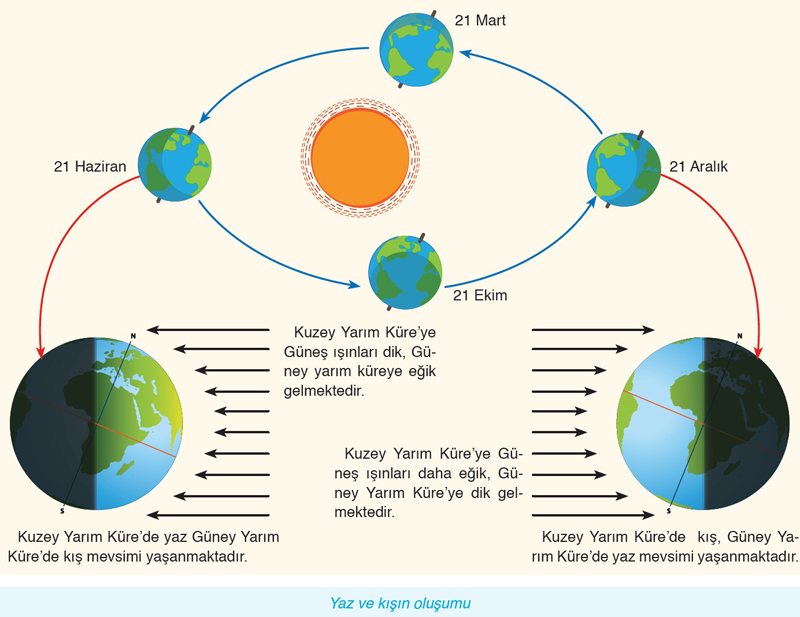 21 Mart
21 Haziran
21 Aralık
21 Ekim
N
S
Kuzey Yarım Küre’ye
Güneş ışınları dik, Gü-
ney yarım küreye eğik
gelmektedir.
Kuzey Yarım Küre’ye Gü-
neş ışınları daha eğik, Gü-
ney Yarım Küre’ye dik gel-
mektedir.
N
S
Kuzey Yarım Küre’de yaz Güney Yarım
Küre’de kış mevsimi yaşanmaktadır.
Kuzey Yarım Küre’de kış, Güney Ya-
rım Küre’de yaz mevsimi yaşanmaktadır.
Yaz ve kışın oluşumu